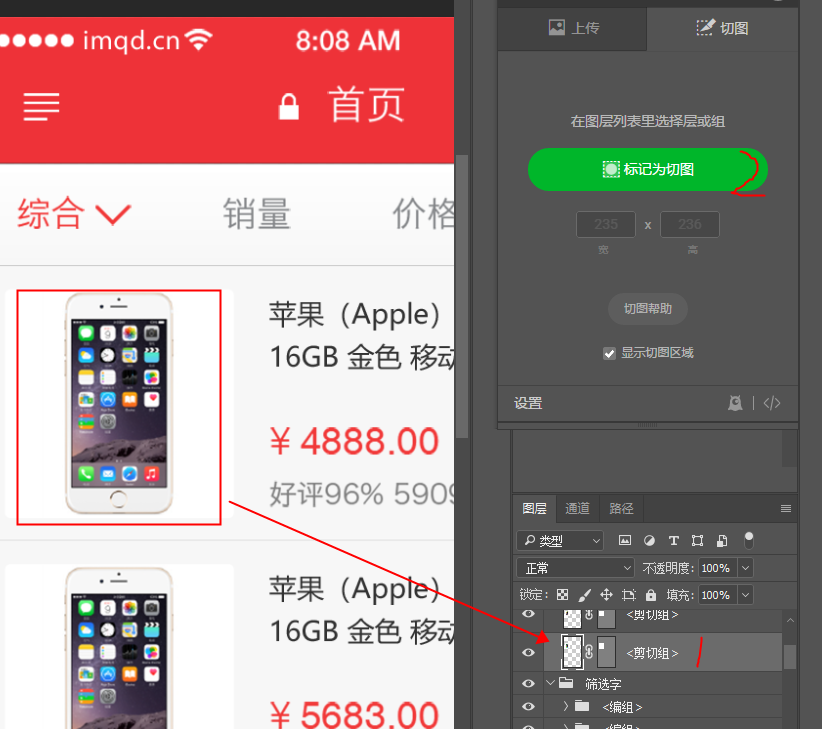 imqd.cn 8:08 AM
首页
综合 销量 价格
苹果（Apple）
16GB 金色 移动
¥ 4888.00
好评96% 5909
苹果（Apple）
16GB 金色 移动
¥ 5683.00
上传 切图
在图层列表里选择层或组
标记为切图
235 x 236
宽 高
切图帮助
显示切图区域
设置 </>
图层 通道 路径
类型
正常 不透明度: 100%
锁定: 填充: 100%
<剪切组>
<剪切组>
筛选字
<编组>
<编组>